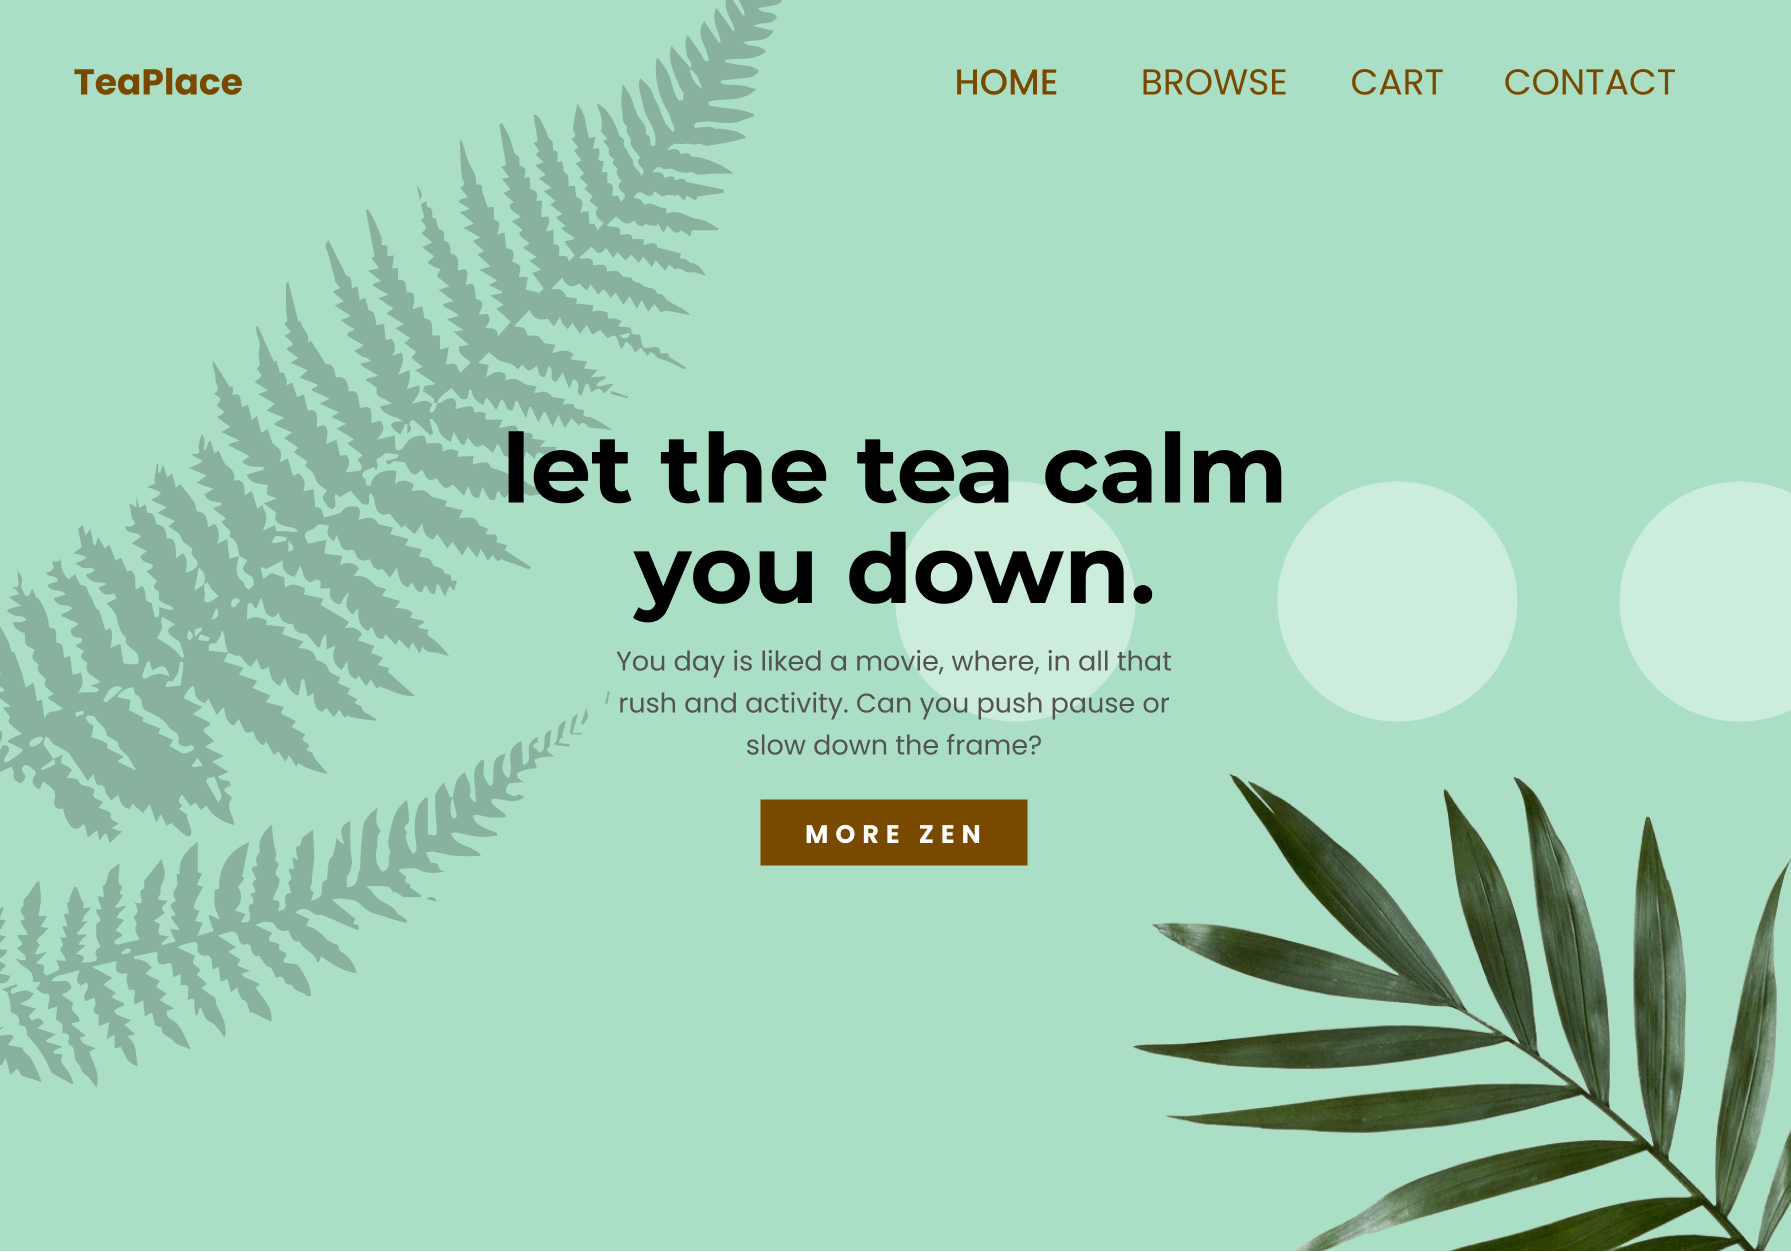 TeaPlace
HOME BROWSE CART CONTACT
let the tea calm
you down.
You day is liked a movie, where, in all that
rush and activity. Can you push pause or
slow down the frame?
MORE ZEN